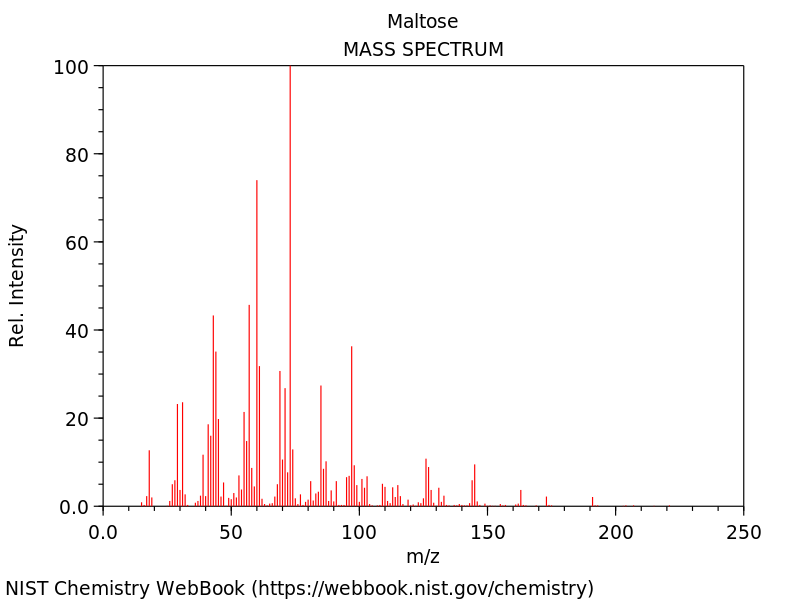 Maltose
MASS SPECTRUM
Rel. Intensity
100
80
60
40
20
0.0
0.0 50 100 150 200 250
m/z
NIST Chemistry WebBook (https://webbook.nist.gov/chemistry)